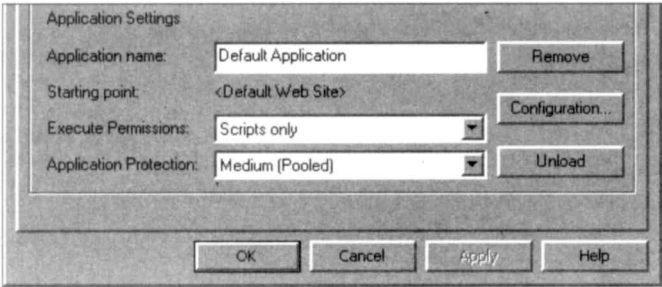 Application Settings
Application name: Default Application Remove
Starting point: <Default Web Site>
Configuration...
Execute Permissions: Scripts only
Application Protection: Medium (Pooled) Unload
OK Cancel Apply Help